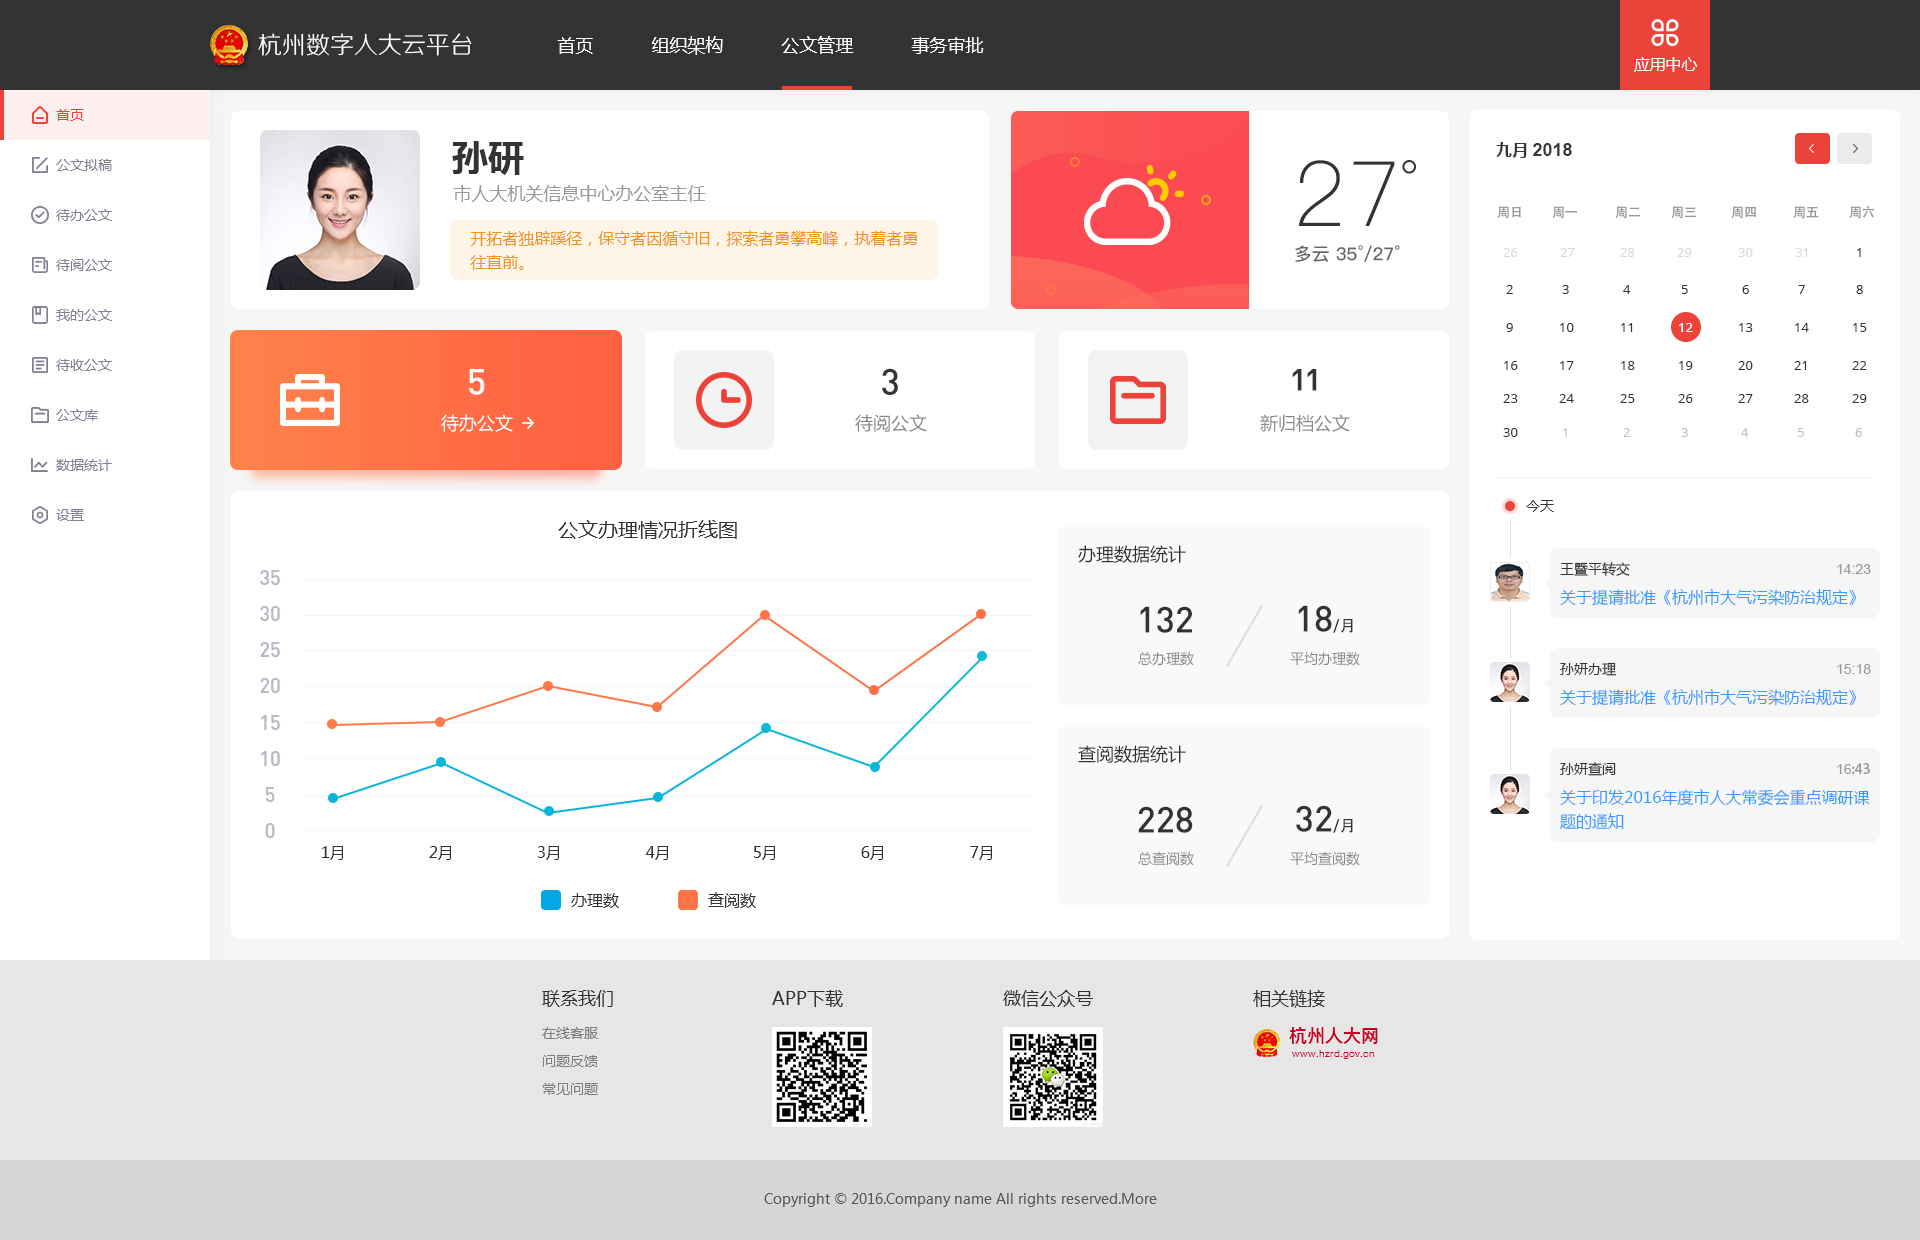 杭州数字人大云平台
首页
组织架构
公文管理
事务审批
应用中心
首页
公文拟稿
待办公文
待阅公文
我的公文
待收公文
公文库
数据统计
设置
孙研
市人大机关信息中心办公室主任
开拓者独辟蹊径，保守者因循守旧，探索者勇攀高峰，执着者勇
往直前。
27°
多云 35°/27°
5
待办公文
3
待阅公文
11
新归档公文
公文办理情况折线图
35
30
25
20
15
10
5
0
1月 2月 3月 4月 5月 6月 7月
办理数 查阅数
办理数据统计
132 18/月
总办理数 平均办理数
查阅数据统计
228 32/月
总查阅数 平均查阅数
九月 2018
周日 周一 周二 周三 周四 周五 周六
26 27 28 29 30 31 1
2 3 4 5 6 7 8
9 10 11 12 13 14 15
16 17 18 19 20 21 22
23 24 25 26 27 28 29
30 1 2 3 4 5 6
今天
王暨平转交 14:23
关于提请批准《杭州市大气污染防治规定》
孙妍办理 15:18
关于提请批准《杭州市大气污染防治规定》
孙妍查阅 16:43
关于印发2016年度市人大常委会重点调研课
题的通知
联系我们
在线客服
问题反馈
常见问题
APP下载
微信公众号
相关链接
杭州人大网
www.hzrd.gov.cn
Copyright © 2016.Company name All rights reserved.More